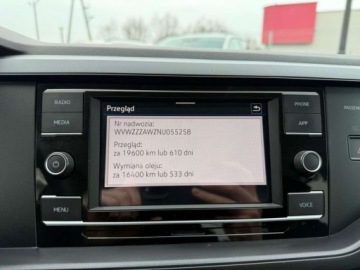 RADIO
MEDIA
MENU
Przegląd
Nr nadwozia:
WVWZZZAWZNU055258
Przegląd:
za 19600 km lub 610 dni
Wymiana oleju:
za 16400 km lub 533 dni
PHONE
APP
VOICE